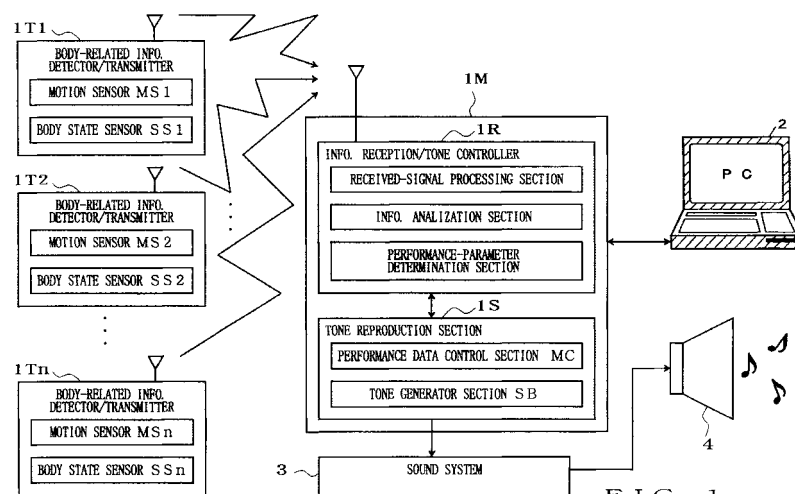 1T1
BODY-RELATED INFO.
DETECTOR/TRANSMITTER
MOTION SENSOR MS1
BODY STATE SENSOR SS1
1T2
BODY-RELATED INFO.
DETECTOR/TRANSMITTER
MOTION SENSOR MS2
BODY STATE SENSOR SS2
1Tn
BODY-RELATED INFO.
DETECTOR/TRANSMITTER
MOTION SENSOR MSn
BODY STATE SENSOR SSn
1M
1R
INFO. RECEPTION/TONE CONTROLLER
RECEIVED-SIGNAL PROCESSING SECTION
INFO. ANALIZATION SECTION
PERFORMANCE-PARAMETER
DETERMINATION SECTION
1S
TONE REPRODUCTION SECTION
PERFORMANCE DATA CONTROL SECTION MC
TONE GENERATOR SECTION SB
3
SOUND SYSTEM
2
PC
4